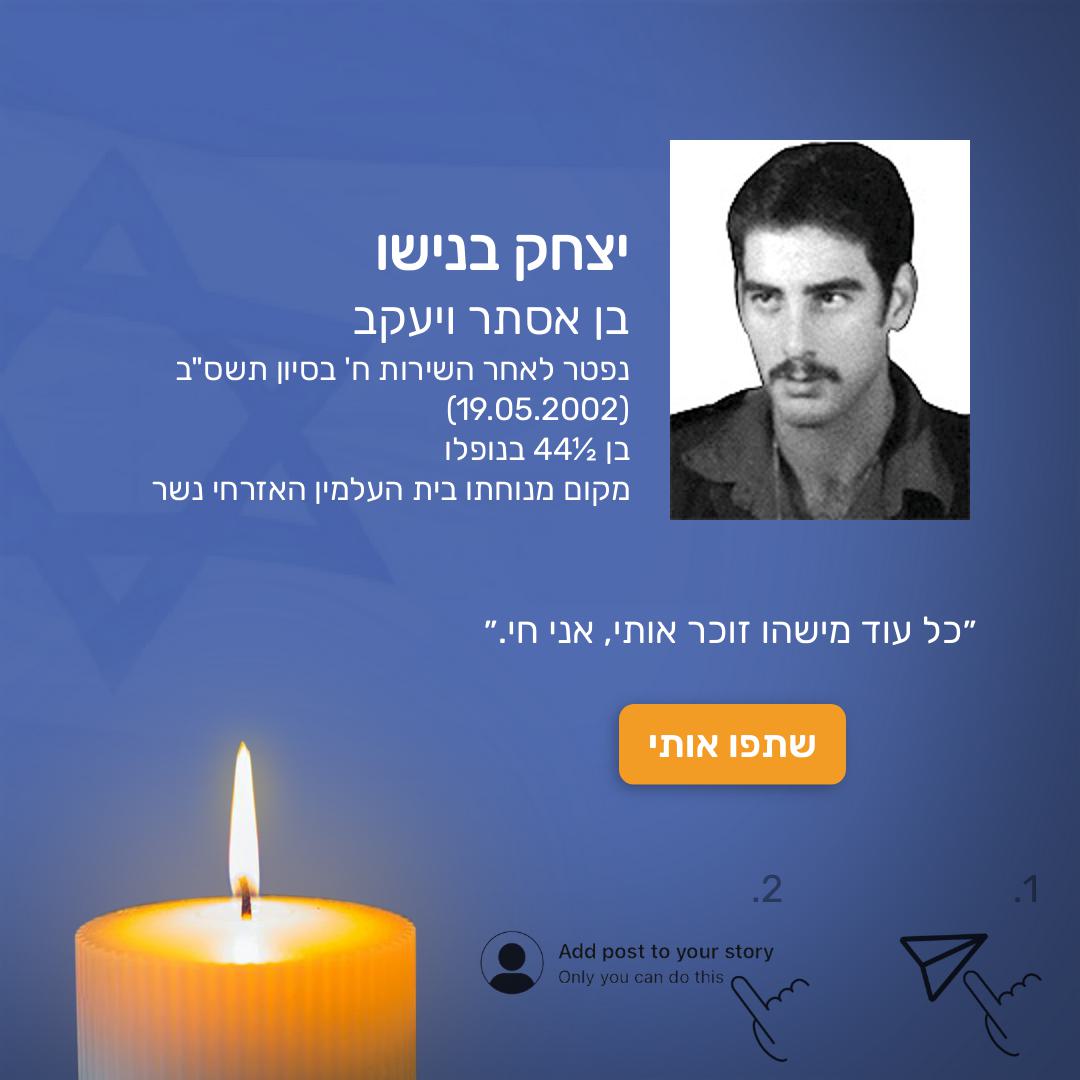 יצחק בנישו
בן אסתר ויעקב
נפטר לאחר השירות ח' בסיון תשס"ב
(19.05.2002)
בן 44½ בנופלו
מקום מנוחתו בית העלמין האזרחי נשר
״כל עוד מישהו זוכר אותי, אני חי.״
שתפו אותי
1.
2.
Add post to your story
Only you can do this